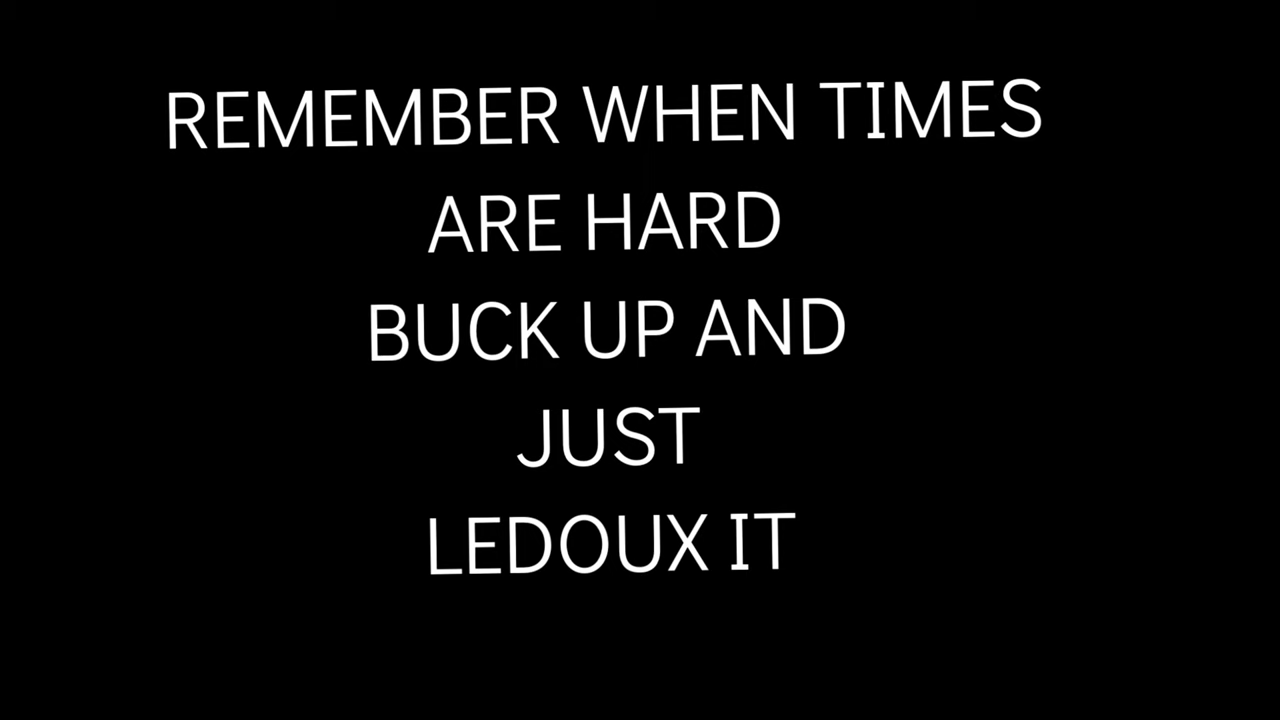 REMEMBER WHEN TIMES
ARE HARD
BUCK UP AND
JUST
LEDOUX IT